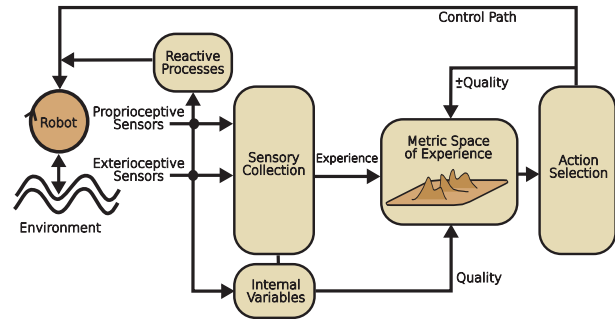 Control Path
Reactive
Processes
±Quality
Proprioceptive
Sensors
Robot
Metric Space
of Experience
Exterioceptive
Sensors
Sensory
Collection
Experience
Action
Selection
Environment
Internal
Variables
Quality